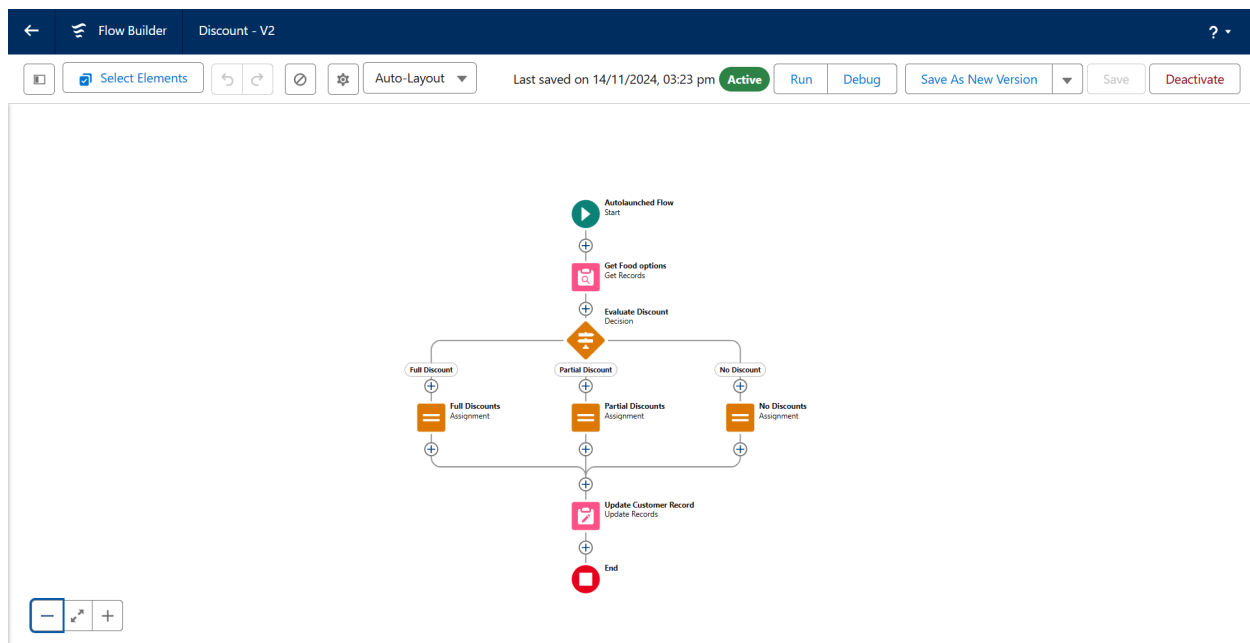 Flow Builder
Discount - V2
?
Select Elements
Auto-Layout
Last saved on 14/11/2024, 03:23 pm
Active
Run
Debug
Save As New Version
Save
Deactivate
Autolaunched Flow
Start
Get Food options
Get Records
Evaluate Discount
Decision
Full Discount
Partial Discount
No Discount
Full Discounts
Assignment
Partial Discounts
Assignment
No Discounts
Assignment
Update Customer Record
Update Records
End